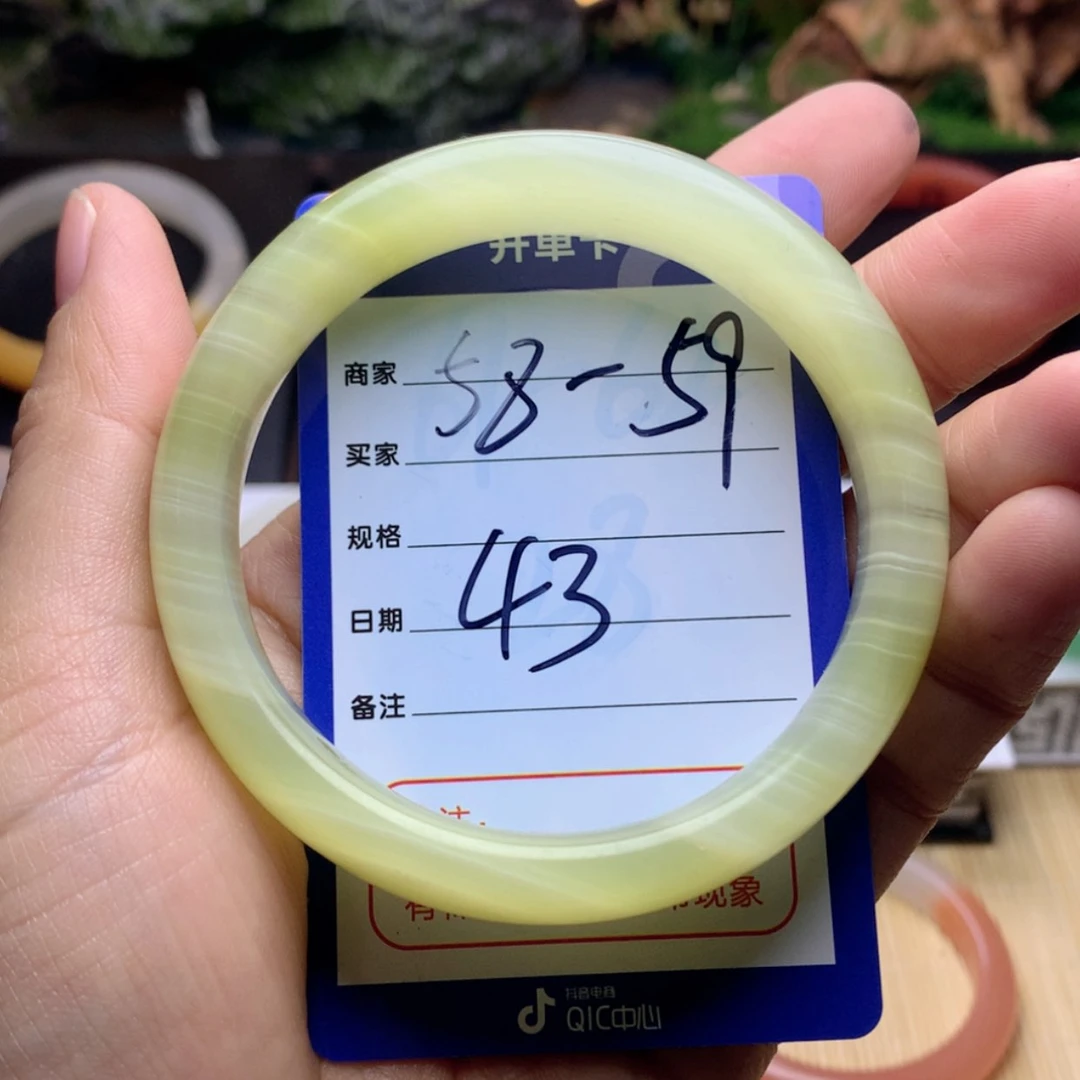 开单卡
商家 58-59
买家
规格 43
日期
备注
注:
现象
抖音电商
QIC中心